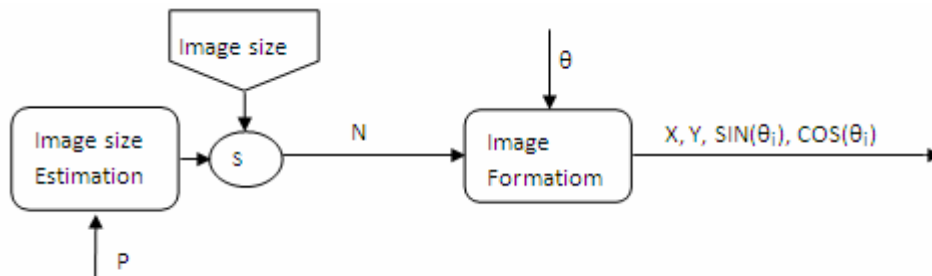 Image size
θ
Image size
Estimation
S
N
Image
Formatiom
X, Y, SIN(θi), COS(θi)
P